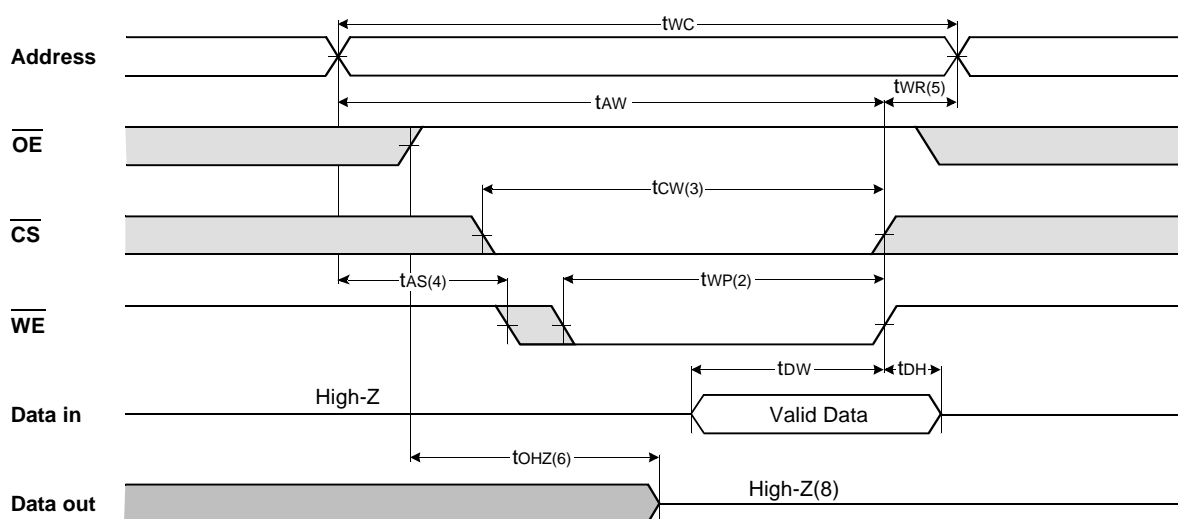 tWC
Address
tWR(5)
tAW
OE
tCW(3)
CS
tAS(4)
tWP(2)
WE
tDW
tDH
High-Z
Data in
Valid Data
tOHZ(6)
High-Z(8)
Data out